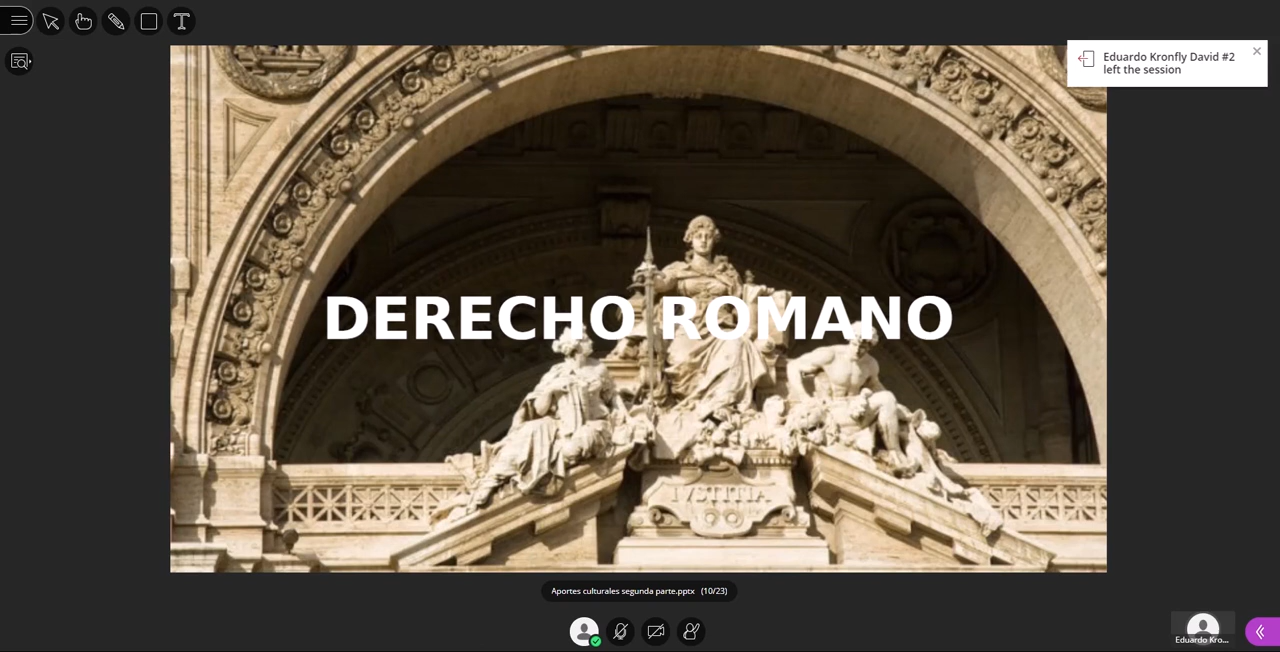 Eduardo Kronfly David #2
left the session
DERECHO ROMANO
IVSTITIA
Aportes culturales segunda parte.pptx (10/23)
Eduardo Kro...